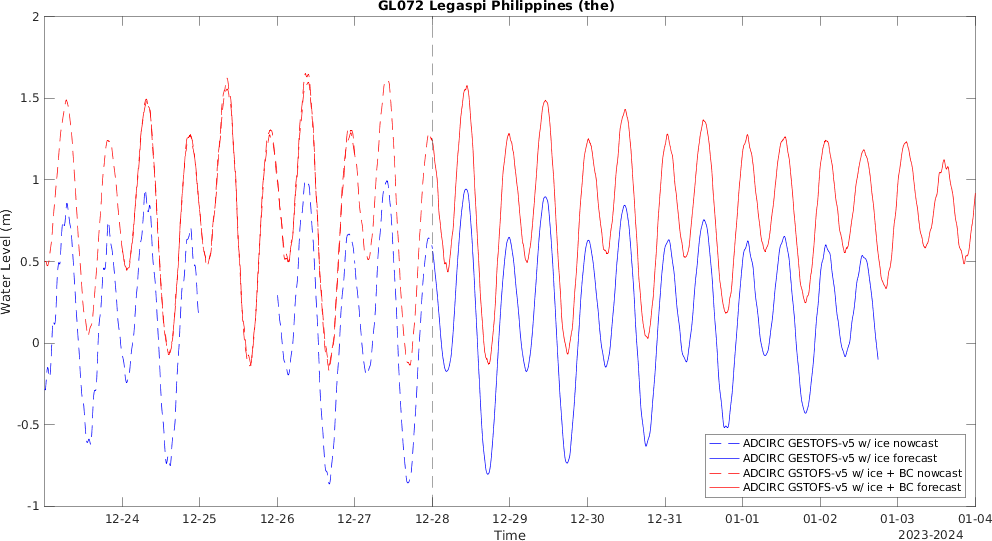 GL072 Legaspi Philippines (the)
2
1.5
1
0.5
0
-0.5
-1
Water Level (m)
ADCIRC GESTOFS-v5 w/ ice nowcast
ADCIRC GESTOFS-v5 w/ ice forecast
ADCIRC GSTOFS-v5 w/ ice + BC nowcast
ADCIRC GSTOFS-v5 w/ ice + BC forecast
12-24 12-25 12-26 12-27 12-28 12-29 12-30 12-31 01-01 01-02 01-03 01-04
Time
2023-2024